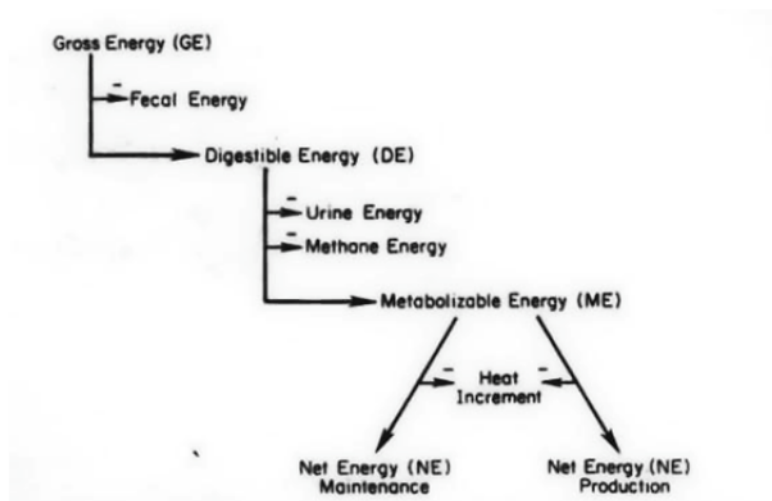 Gross Energy (GE)
-
Fecal Energy
Digestible Energy (DE)
-
Urine Energy
-
Methane Energy
Metabolizable Energy (ME)
- Heat -
Increment
Net Energy (NE)
Maintenance
Net Energy (NE)
Production